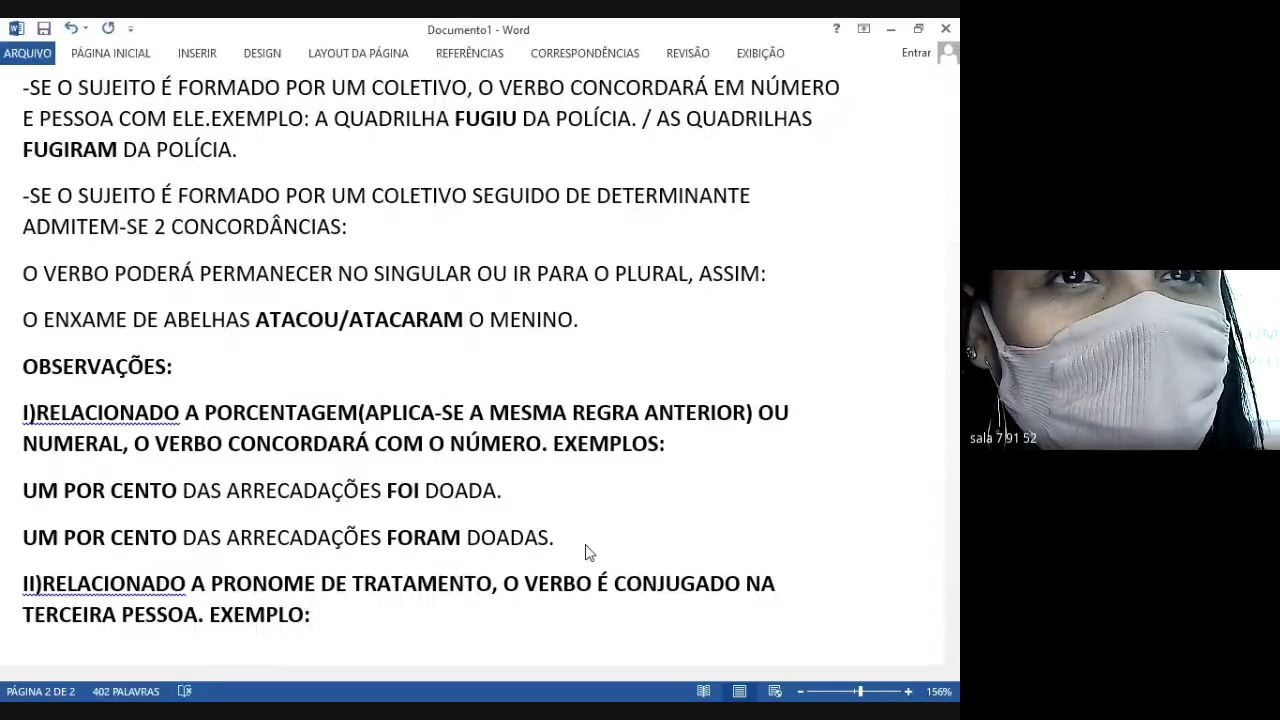 Documento1 - Word
ARQUIVO PÁGINA INICIAL INSERIR DESIGN LAYOUT DA PÁGINA REFERÊNCIAS CORRESPONDÊNCIAS REVISÃO EXIBIÇÃO Entrar
-SE O SUJEITO É FORMADO POR UM COLETIVO, O VERBO CONCORDARÁ EM NÚMERO
E PESSOA COM ELE.EXEMPLO: A QUADRILHA FUGIU DA POLÍCIA. / AS QUADRILHAS
FUGIRAM DA POLÍCIA.
-SE O SUJEITO É FORMADO POR UM COLETIVO SEGUIDO DE DETERMINANTE
ADMITEM-SE 2 CONCORDÂNCIAS:
O VERBO PODERÁ PERMANECER NO SINGULAR OU IR PARA O PLURAL, ASSIM:
O ENXAME DE ABELHAS ATACOU/ATACARAM O MENINO.
OBSERVAÇÕES:
I)RELACIONADO A PORCENTAGEM(APLICA-SE A MESMA REGRA ANTERIOR) OU
NUMERAL, O VERBO CONCORDARÁ COM O NÚMERO. EXEMPLOS:
UM POR CENTO DAS ARRECADAÇÕES FOI DOADA.
UM POR CENTO DAS ARRECADAÇÕES FORAM DOADAS.
II)RELACIONADO A PRONOME DE TRATAMENTO, O VERBO É CONJUGADO NA
TERCEIRA PESSOA. EXEMPLO:
sala 7 91 52
PÁGINA 2 DE 2 402 PALAVRAS 156%